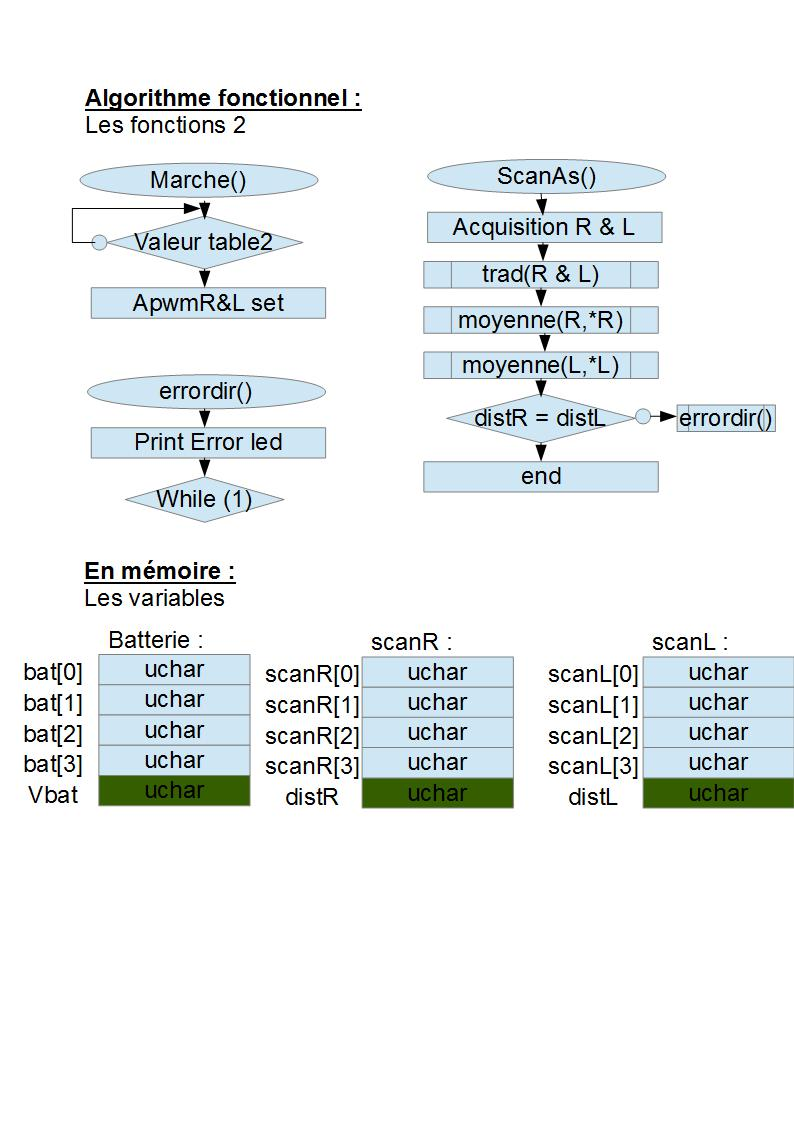 Algorithme fonctionnel :
Les fonctions 2
Marche()
Valeur table2
ApwmR&L set
errordir()
Print Error led
While (1)
ScanAs()
Acquisition R & L
trad(R & L)
moyenne(R,*R)
moyenne(L,*L)
distR = distL
errordir()
end
En mémoire :
Les variables
Batterie :
bat[0] uchar
bat[1] uchar
bat[2] uchar
bat[3] uchar
Vbat uchar
scanR :
scanR[0] uchar
scanR[1] uchar
scanR[2] uchar
scanR[3] uchar
distR uchar
scanL :
scanL[0] uchar
scanL[1] uchar
scanL[2] uchar
scanL[3] uchar
distL uchar